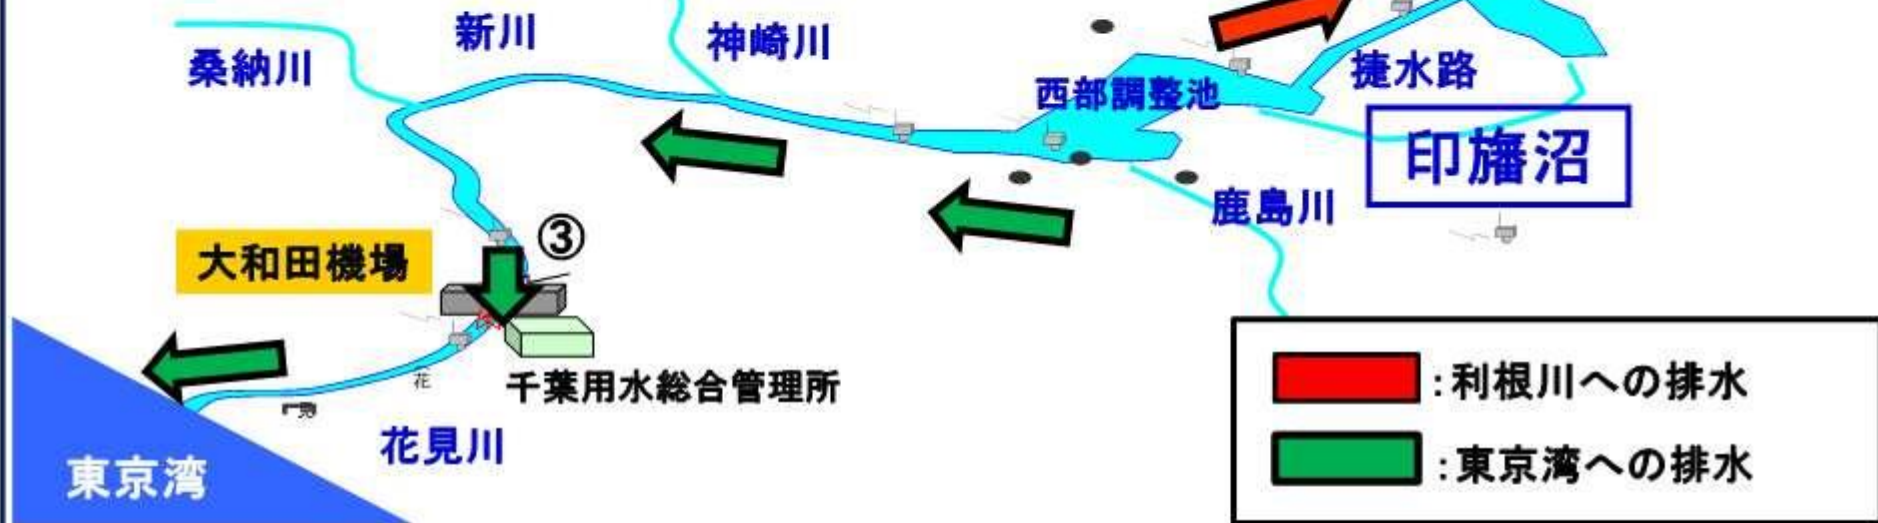 新川
神崎川
桑納川
捷水路
西部調整池
印旛沼
鹿島川
③
大和田機場
千葉用水総合管理所
花
見
花見川
東京湾
:利根川への排水
:東京湾への排水